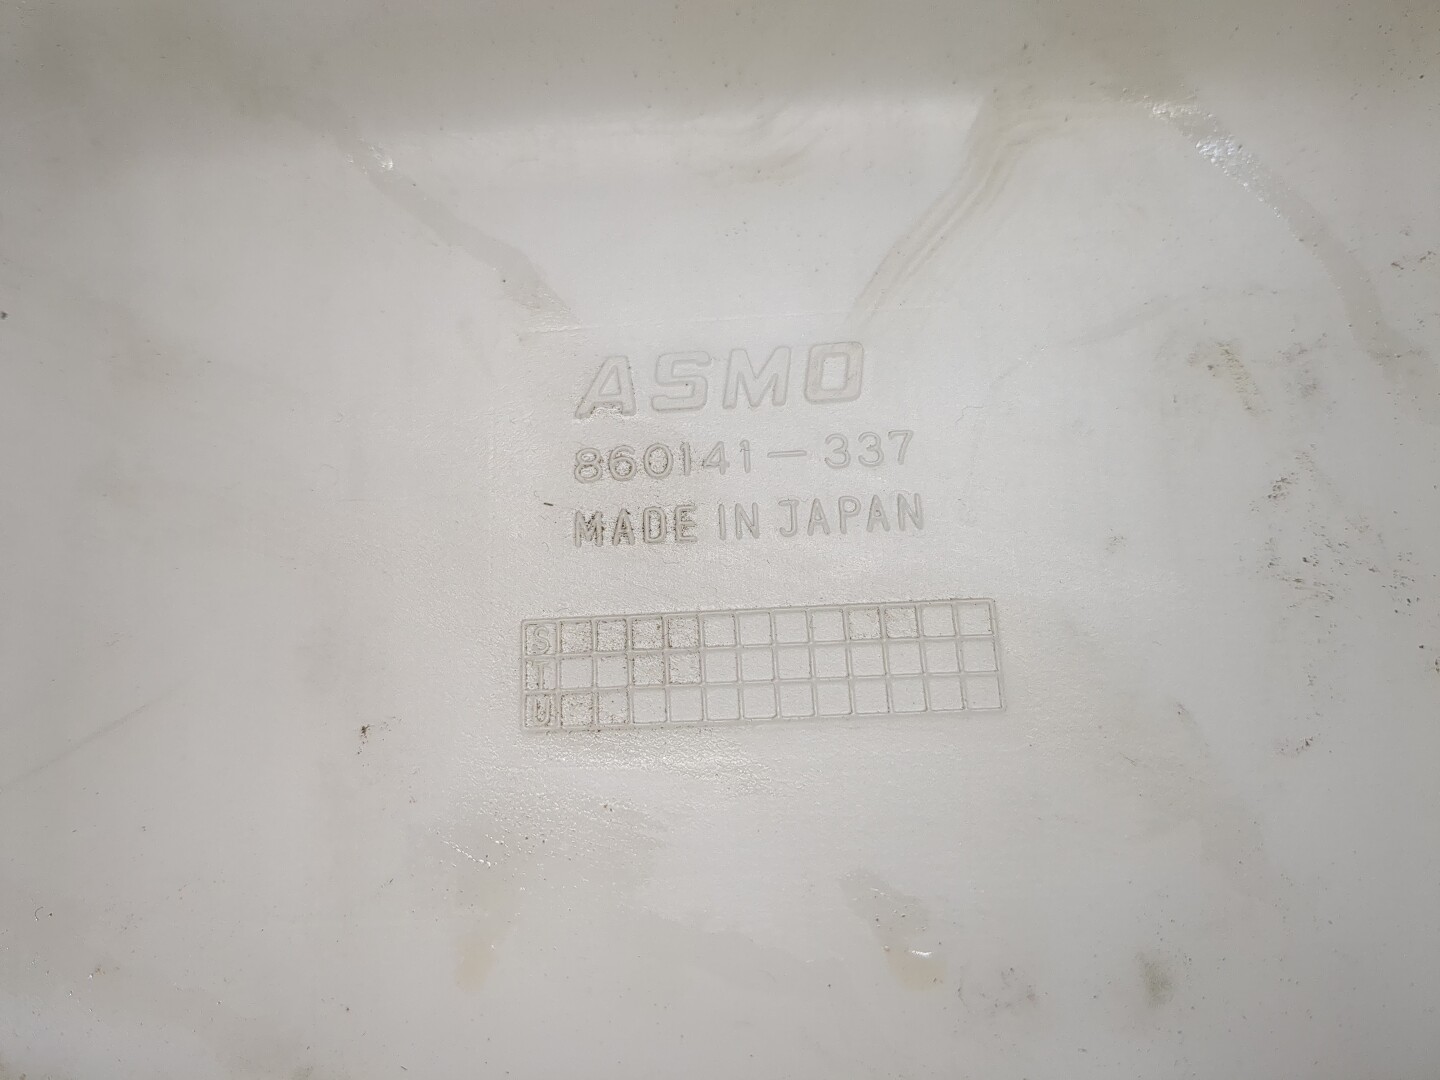 ASMO
860141-337
MADE IN JAPAN
S
T
U